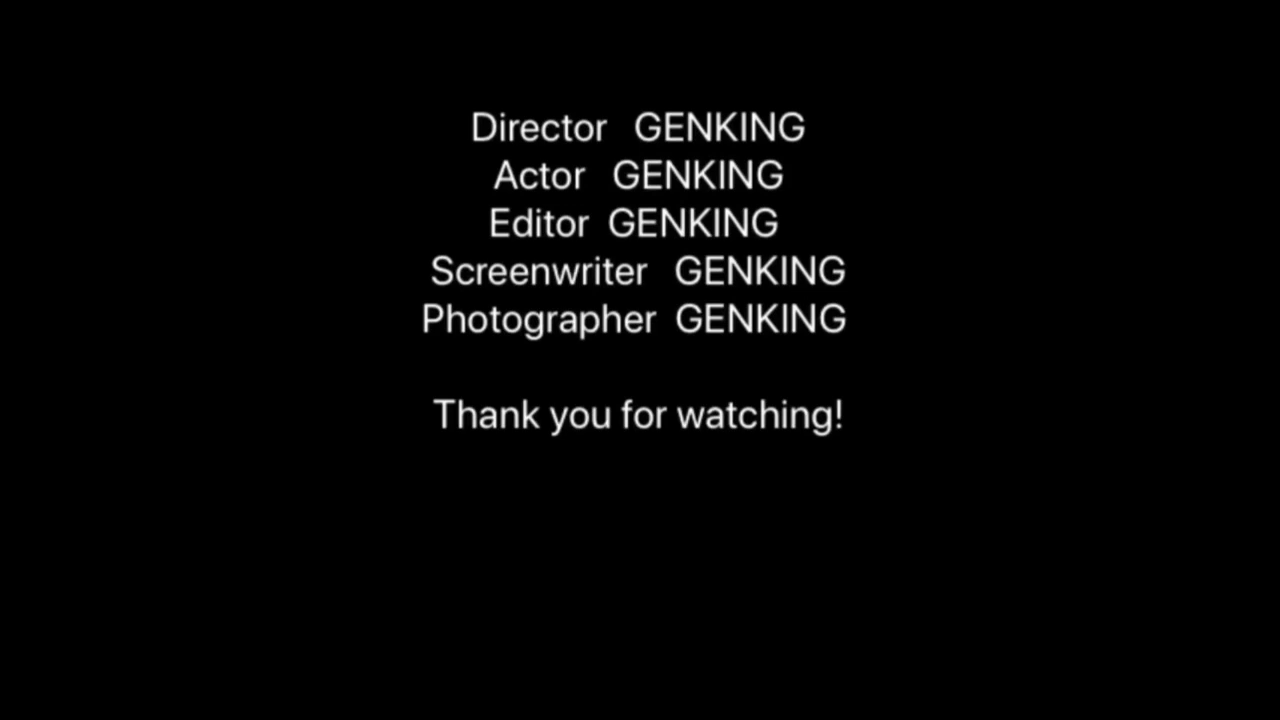 Director GENKING
Actor GENKING
Editor GENKING
Screenwriter GENKING
Photographer GENKING
Thank you for watching!